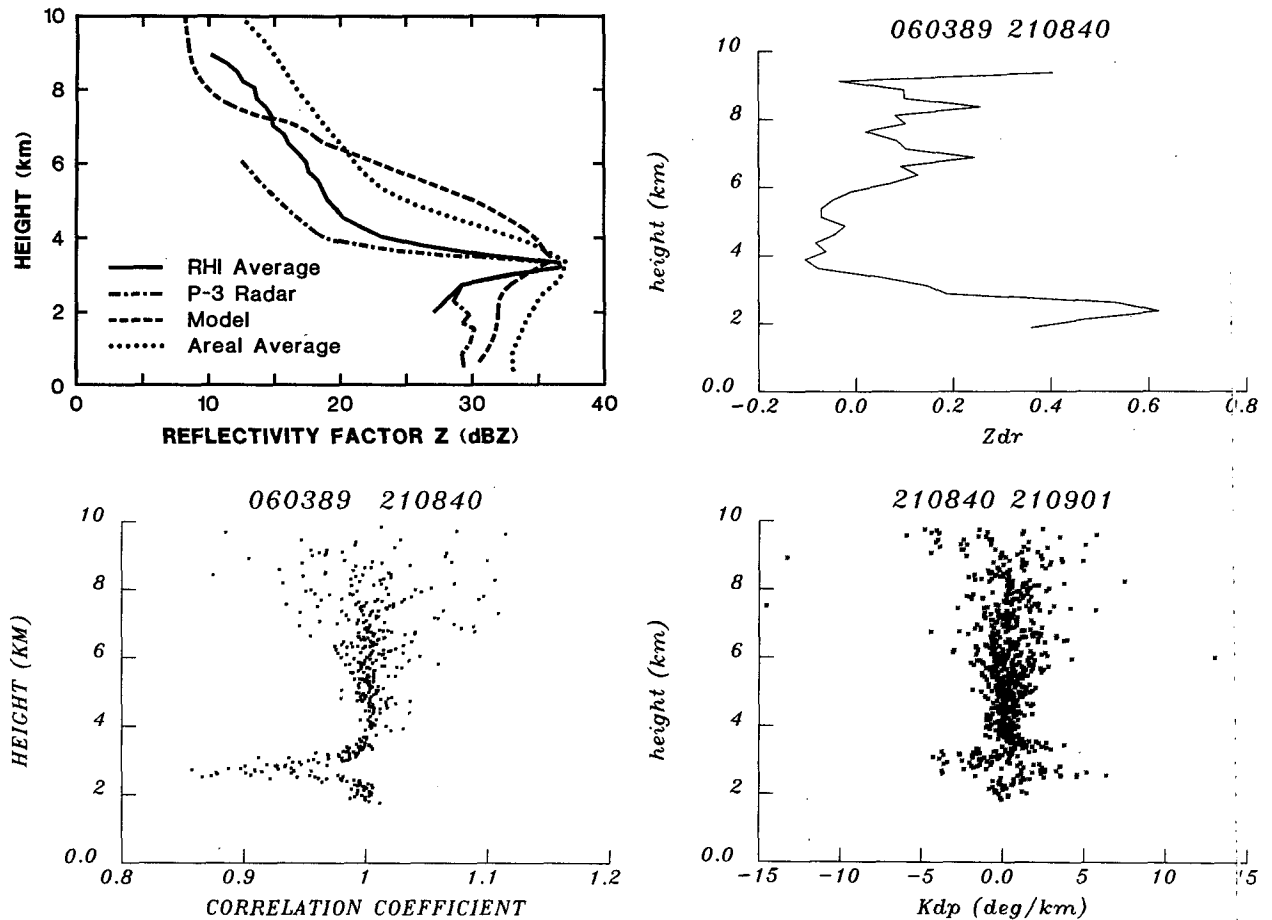 10
8
6
4
2
0
HEIGHT (km)
RHI Average
P-3 Radar
Model
Areal Average
0 10 20 30 40
REFLECTIVITY FACTOR Z (dBZ)
060389 210840
10
8
6
4
2
0.0
height (km)
-0.2 0.0 0.2 0.4 0.6 0.8
Zdr
060389 210840
10
8
6
4
2
0.0
HEIGHT (KM)
0.8 0.9 1 1.1 1.2
CORRELATION COEFFICIENT
210840 210901
10
8
6
4
2
0.0
height (km)
-15 -10 -5 0.0 5 10 15
Kdp (deg/km)